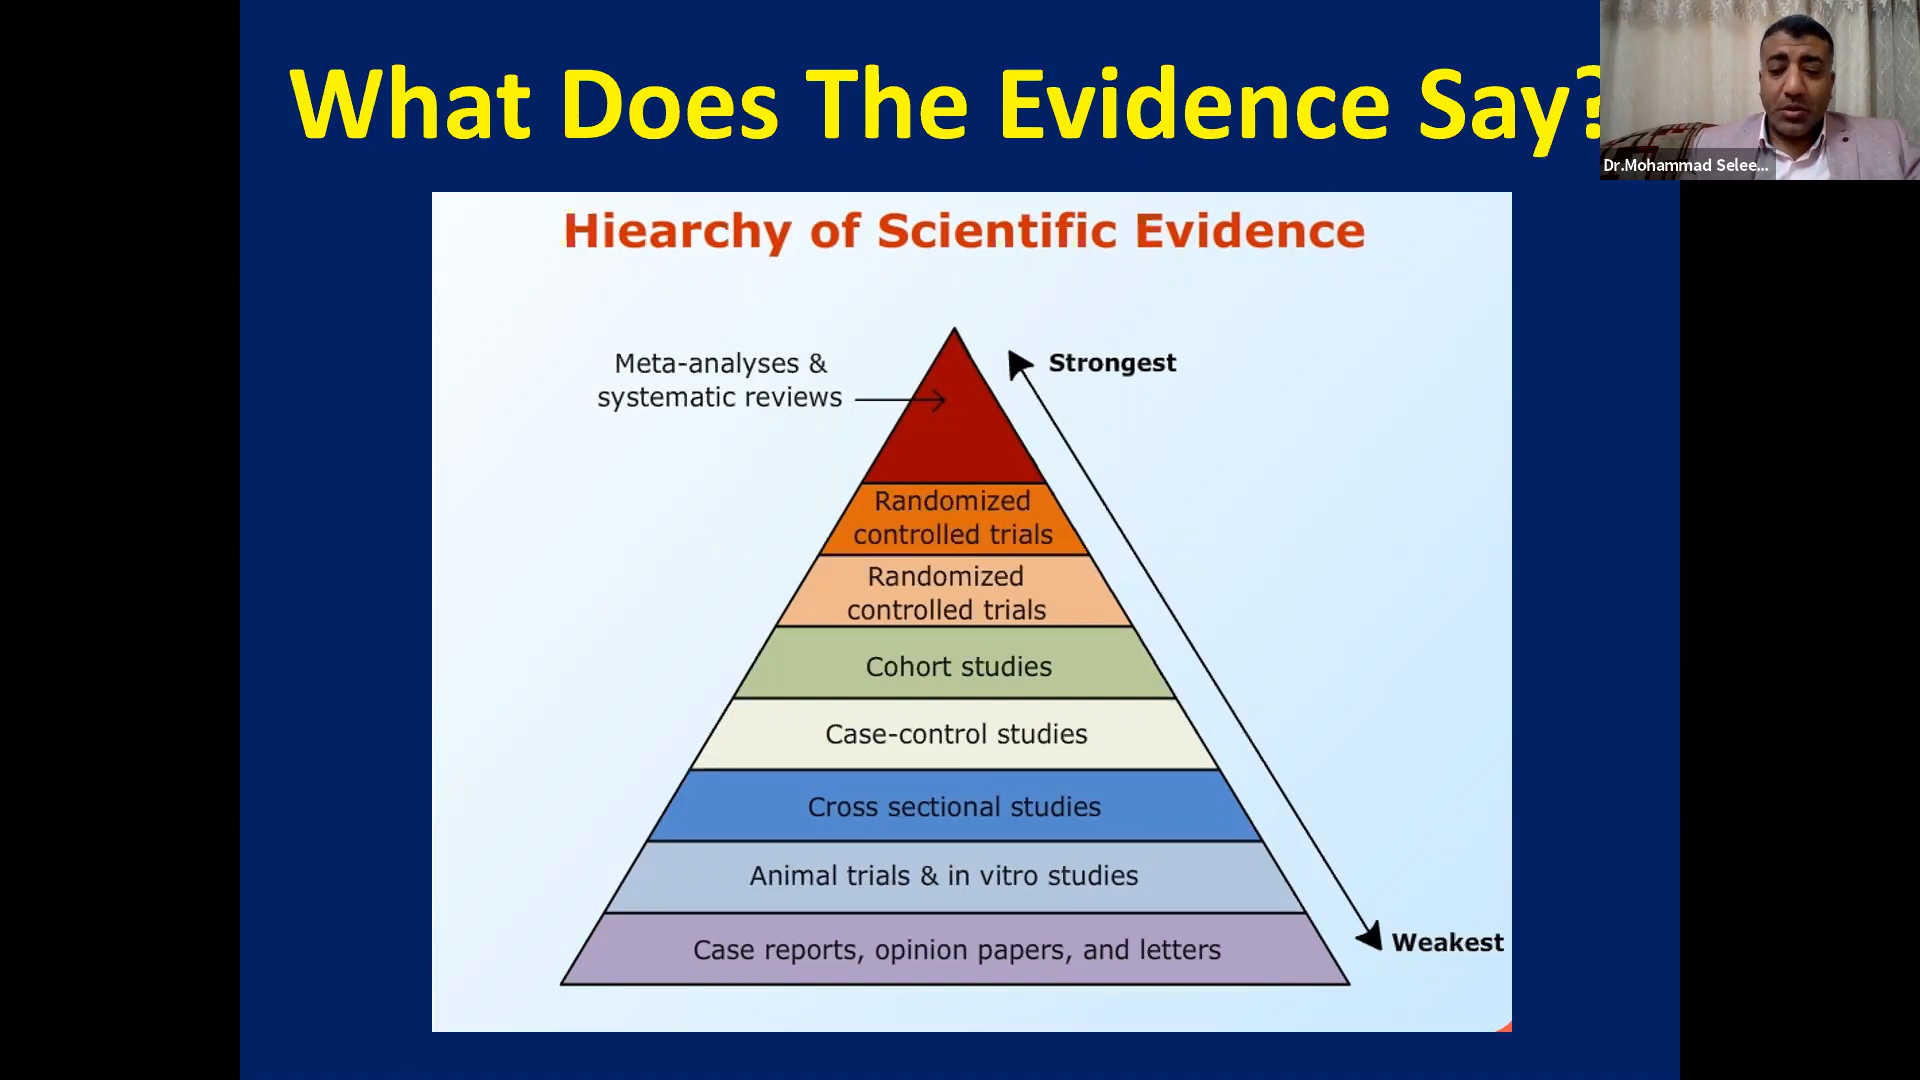 What Does The Evidence Say?
Dr.Mohammad Selee...
Hiearchy of Scientific Evidence
Meta-analyses &
systematic reviews
Strongest
Randomized
controlled trials
Randomized
controlled trials
Cohort studies
Case-control studies
Cross sectional studies
Animal trials & in vitro studies
Case reports, opinion papers, and letters
Weakest